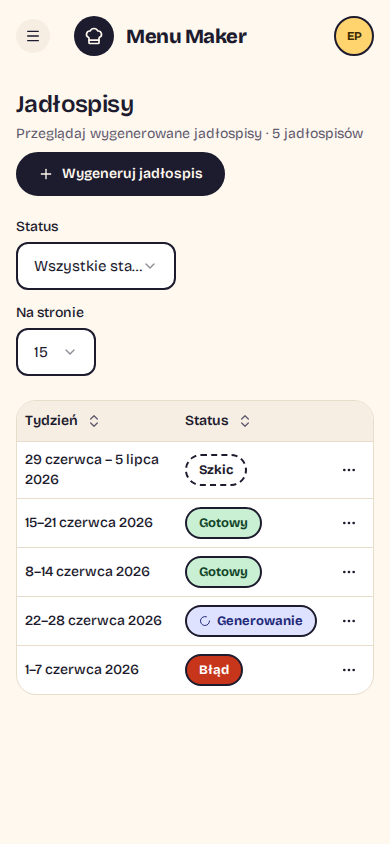 Menu Maker
EP
Jadłospisy
Przeglądaj wygenerowane jadłospisy · 5 jadłospisów
+ Wygeneruj jadłospis
Status
Wszystkie sta...
Na stronie
15
Tydzień Status
29 czerwca – 5 lipca
2026
Szkic
15–21 czerwca 2026 Gotowy
8–14 czerwca 2026 Gotowy
22–28 czerwca 2026 Generowanie
1–7 czerwca 2026 Błąd